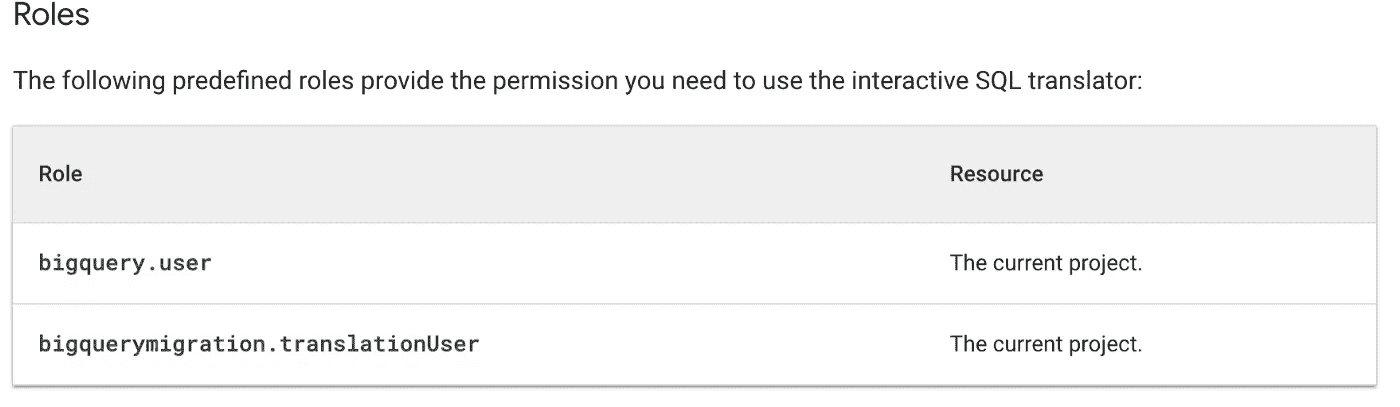 Roles
The following predefined roles provide the permission you need to use the interactive SQL translator:
Role Resource
bigquery.user The current project.
bigquerymigration.translationUser The current project.